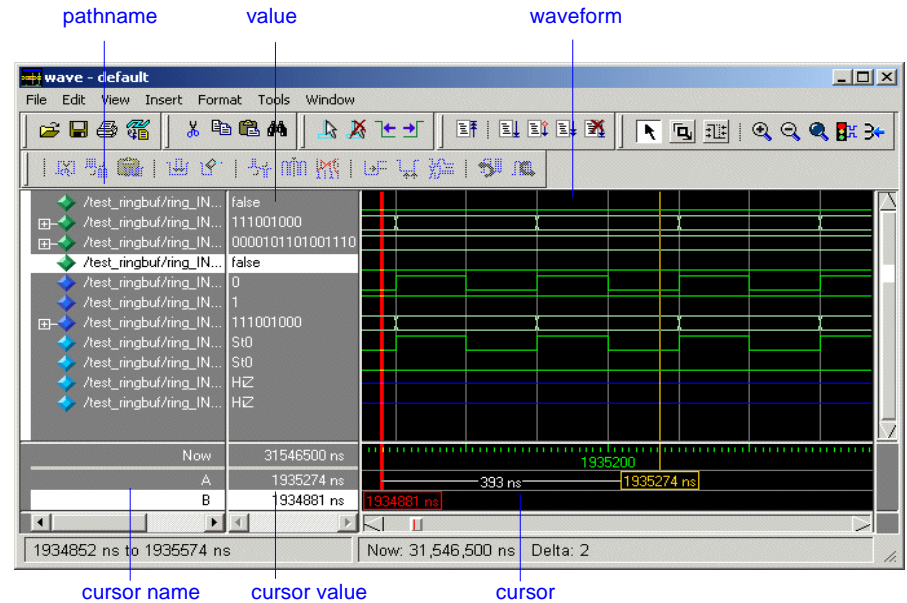 pathname value waveform
wave - default
File Edit View Insert Format Tools Window
/test_ringbuf/ring_IN... false
/test_ringbuf/ring_IN... 111001000
/test_ringbuf/ring_IN... 0000101101001110
/test_ringbuf/ring_IN... false
/test_ringbuf/ring_IN... 0
/test_ringbuf/ring_IN... 1
/test_ringbuf/ring_IN... 111001000
/test_ringbuf/ring_IN... St0
/test_ringbuf/ring_IN... St0
/test_ringbuf/ring_IN... HiZ
/test_ringbuf/ring_IN... HiZ
Now 31546500 ns 1935200
A 1935274 ns 393 ns 1935274 ns
B 1934881 ns 1934881 ns
1934852 ns to 1935574 ns Now: 31,546,500 ns Delta: 2
cursor name cursor value cursor